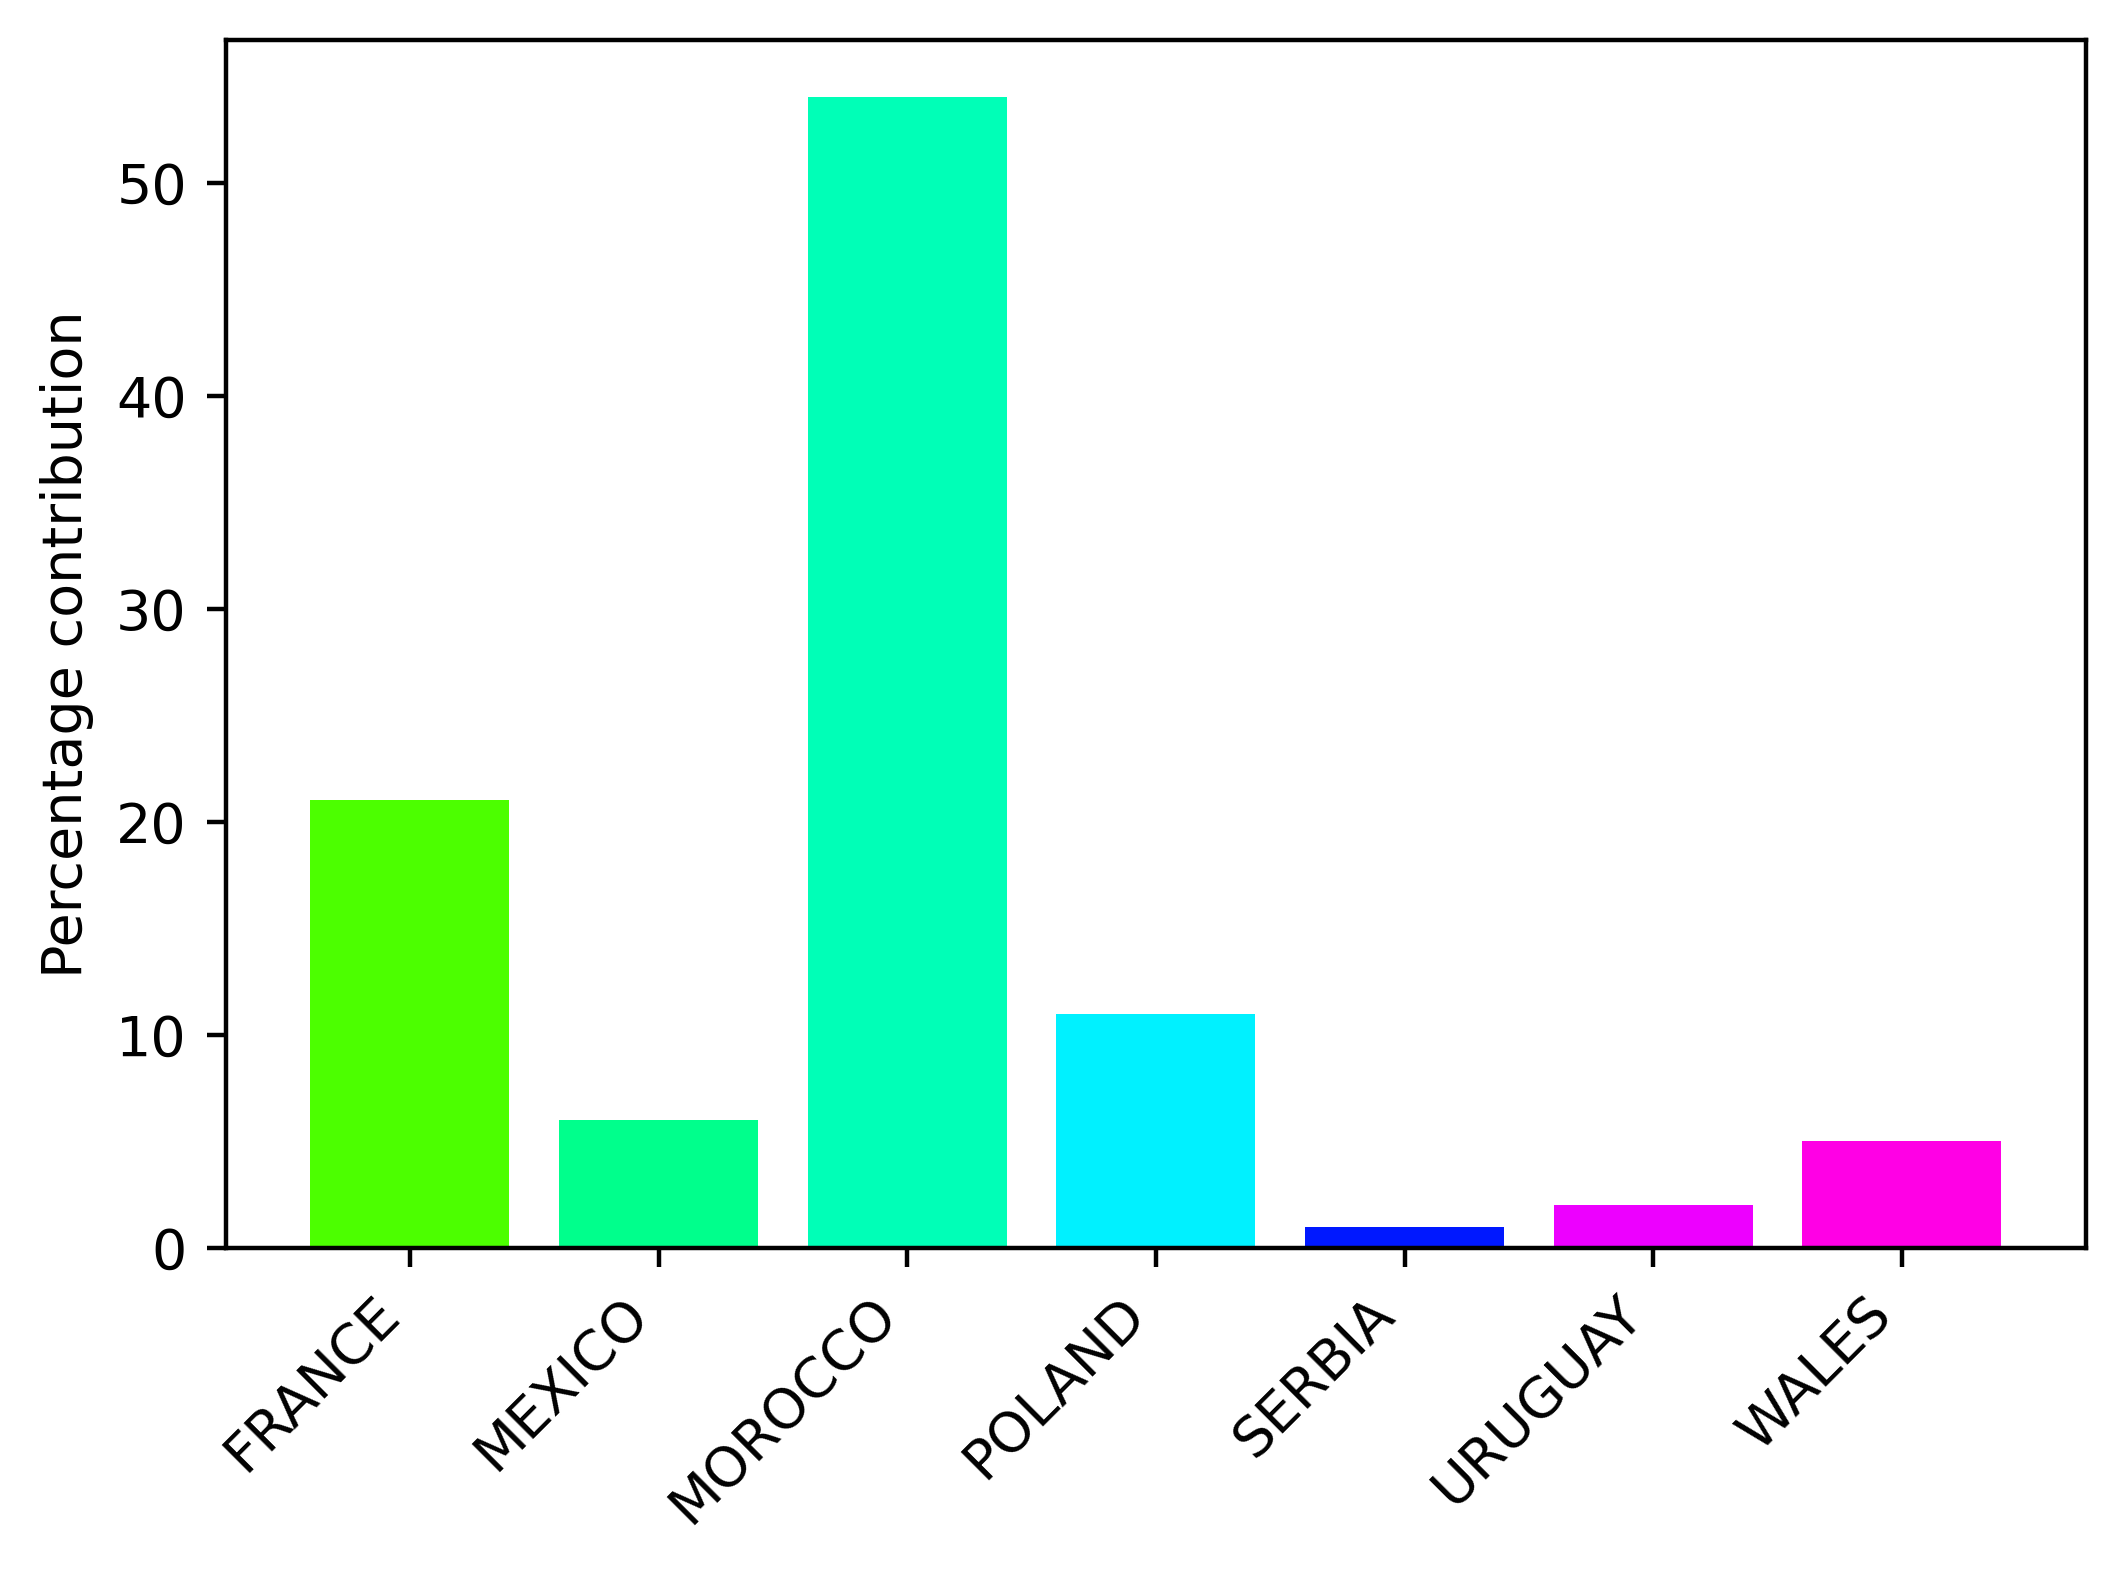 Percentage contribution
50
40
30
20
10
0
FRANCE
MEXICO
MOROCCO
POLAND
SERBIA
URUGUAY
WALES